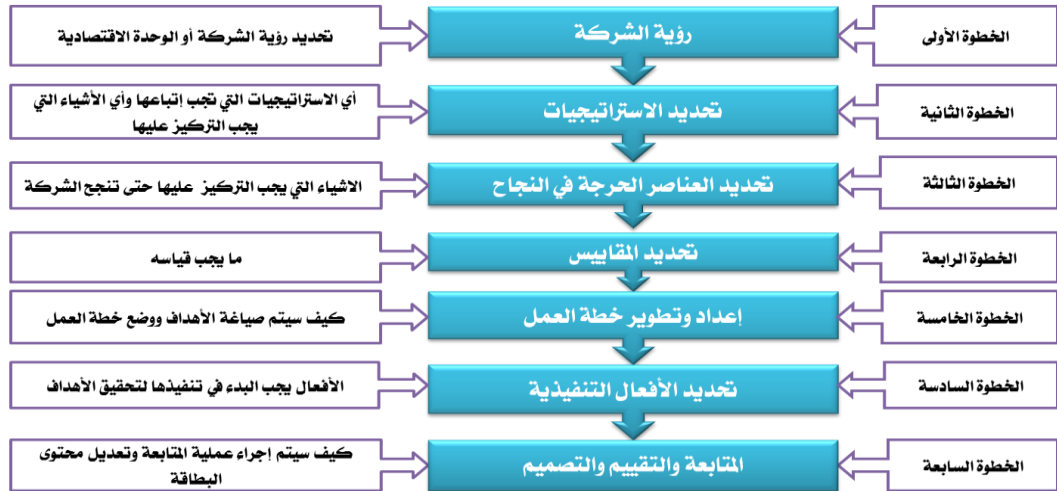 الخطوة الأولى
رؤية الشركة
تحديد رؤية الشركة أو الوحدة الاقتصادية
الخطوة الثانية
تحديد الاستراتيجيات
أي الاستراتيجيات التي تجب إتباعها وأي الأشياء التي
يجب التركيز عليها
الخطوة الثالثة
تحديد العناصر الحرجة في النجاح
الاشياء التي يجب التركيز عليها حتى تنجح الشركة
الخطوة الرابعة
تحديد المقاييس
ما يجب قياسه
الخطوة الخامسة
إعداد وتطوير خطة العمل
كيف سيتم صياغة الأهداف ووضع خطة العمل
الخطوة السادسة
تحديد الأفعال التنفيذية
الأفعال يجب البدء في تنفيذها لتحقيق الأهداف
الخطوة السابعة
المتابعة والتقييم والتصميم
كيف سيتم إجراء عملية المتابعة وتعديل محتوى
البطاقة